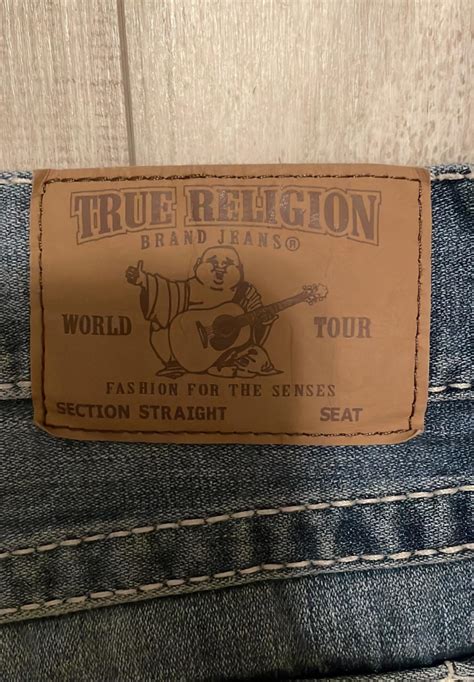 TRUE RELIGION
BRAND JEANS®
WORLD TOUR
FASHION FOR THE SENSES
SECTION STRAIGHT SEAT